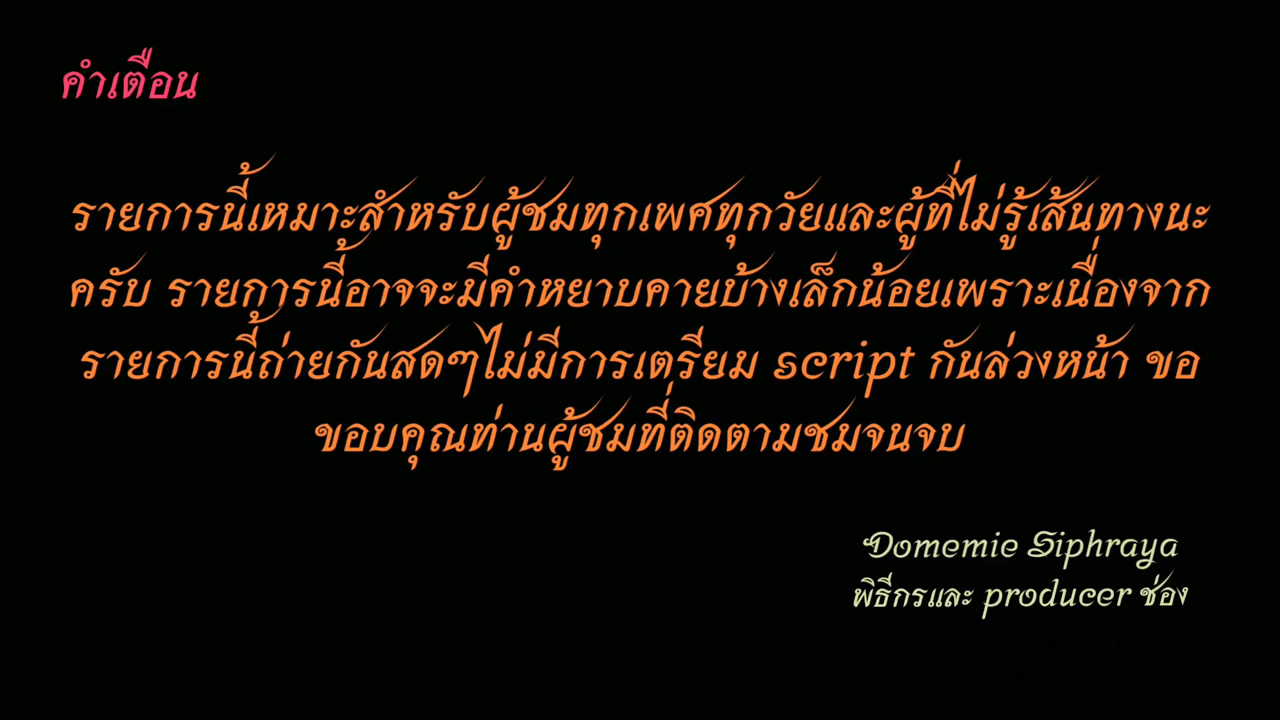 คำเตือน
รายการนี้เหมาะสำหรับผู้ชมทุกเพศทุกวัยและผู้ที่ไม่รู้เส้นทางนะ
ครับ รายการนี้อาจจะมีคำหยาบคายบ้างเล็กน้อยเพราะเนื่องจาก
รายการนี้ถ่ายกันสดๆไม่มีการเตรียม script กันล่วงหน้า ขอ
ขอบคุณท่านผู้ชมที่ติดตามชมจนจบ
Domemie Siphraya
พิธีกรและ producer ช่อง